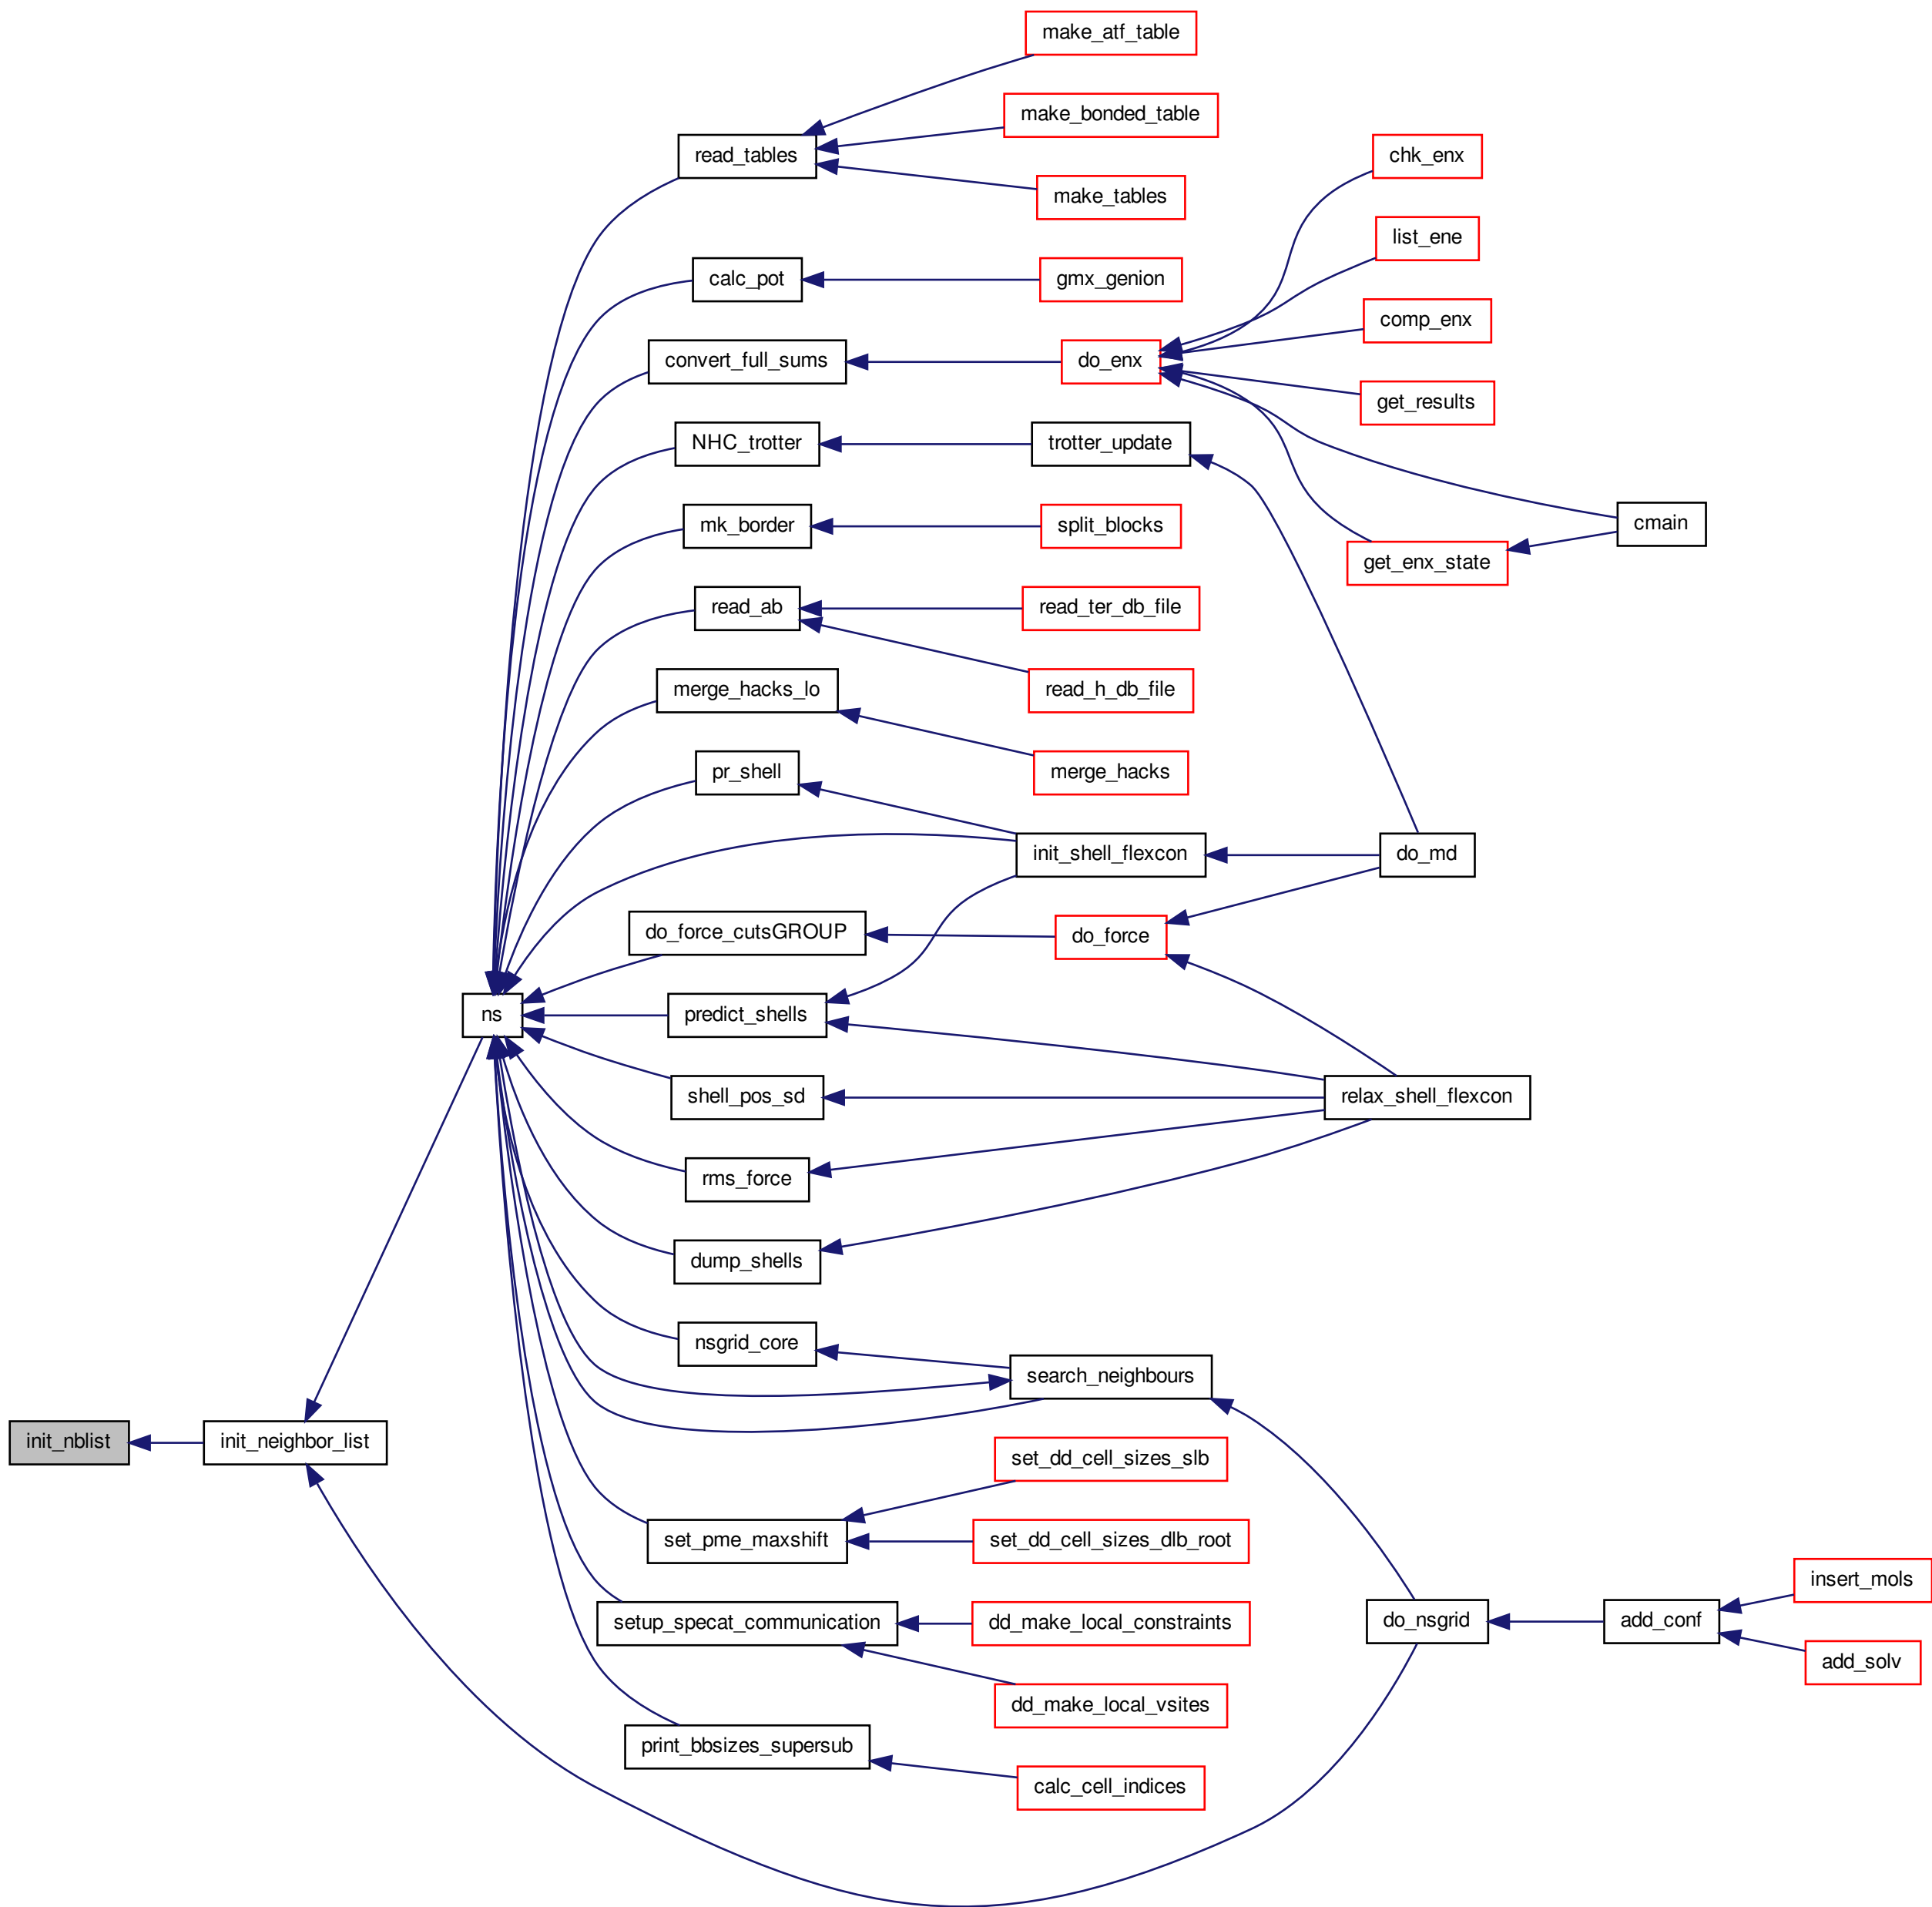 make_atf_table
make_bonded_table
read_tables
chk_enx
make_tables
list_ene
calc_pot
gmx_genion
comp_enx
convert_full_sums
do_enx
get_results
NHC_trotter
trotter_update
mk_border
split_blocks
cmain
get_enx_state
read_ab
read_ter_db_file
merge_hacks_lo
read_h_db_file
pr_shell
merge_hacks
init_shell_flexcon
do_md
do_force_cutsGROUP
do_force
ns
predict_shells
shell_pos_sd
relax_shell_flexcon
rms_force
dump_shells
nsgrid_core
search_neighbours
init_nblist
init_neighbor_list
set_dd_cell_sizes_slb
set_pme_maxshift
set_dd_cell_sizes_dlb_root
insert_mols
setup_specat_communication
dd_make_local_constraints
do_nsgrid
add_conf
add_solv
dd_make_local_vsites
print_bbsizes_supersub
calc_cell_indices